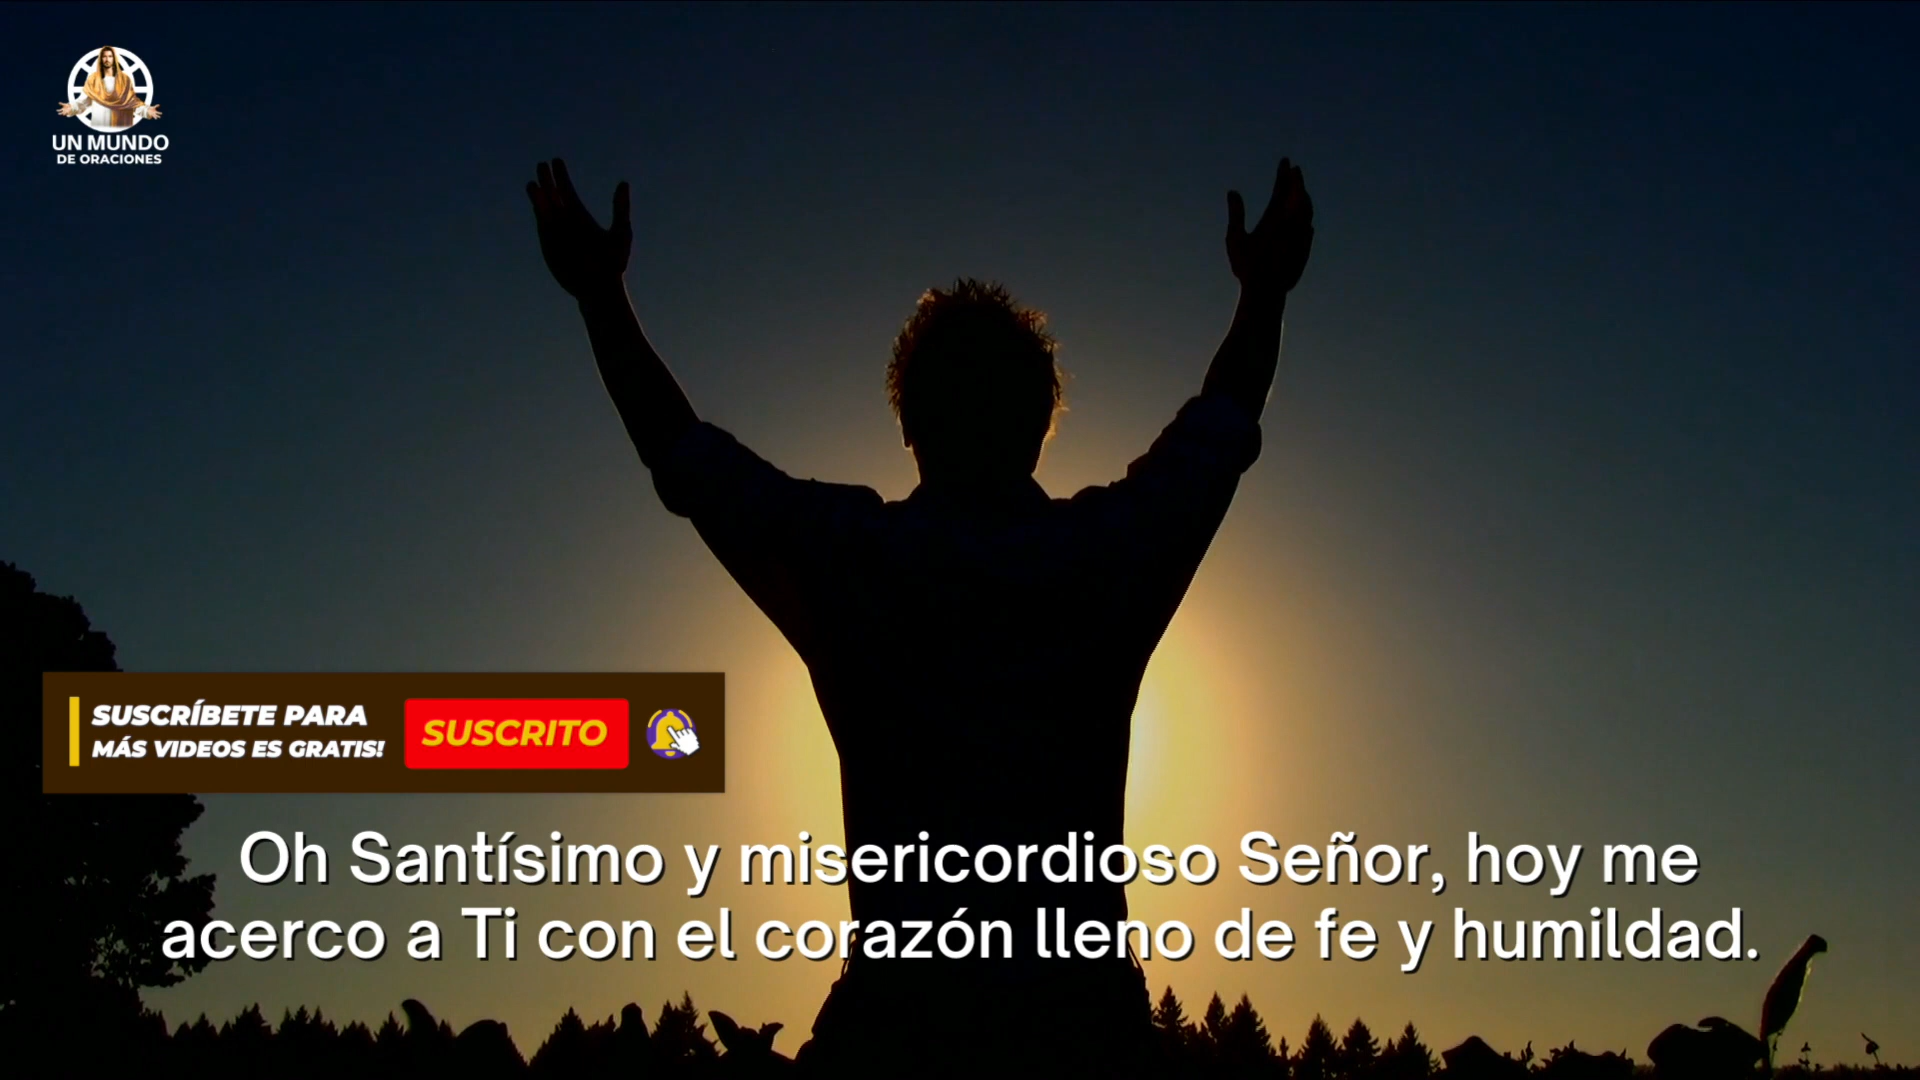 UN MUNDO
DE ORACIONES
SUSCRÍBETE PARA
MÁS VIDEOS ES GRATIS!
SUSCRITO
Oh Santísimo y misericordioso Señor, hoy me
acerco a Ti con el corazón lleno de fe y humildad.